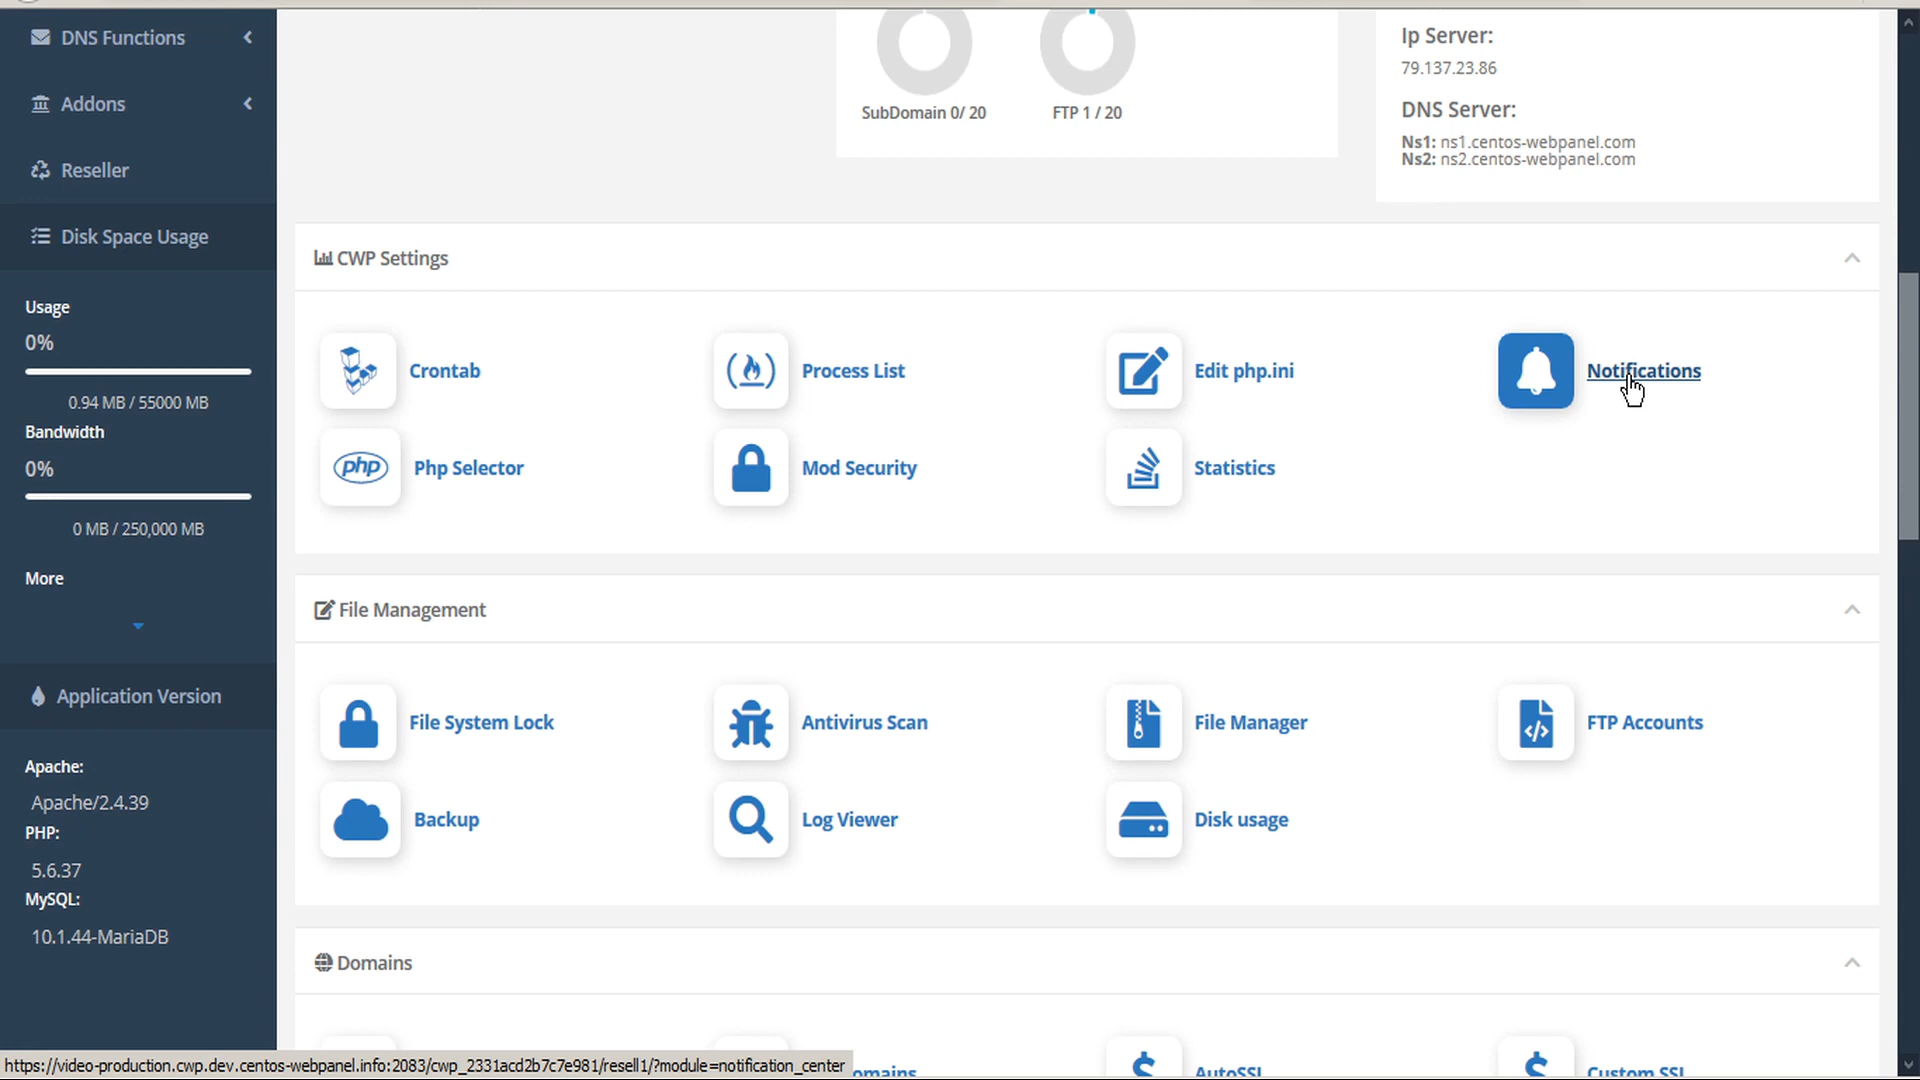 DNS Functions
Addons
Reseller
Disk Space Usage
Usage
0%
0.94 MB / 55000 MB
Bandwidth
0%
0 MB / 250,000 MB
More
Application Version
Apache:
Apache/2.4.39
PHP:
5.6.37
MySQL:
10.1.44-MariaDB
SubDomain 0/ 20
FTP 1 / 20
Ip Server:
79.137.23.86
DNS Server:
Ns1: ns1.centos-webpanel.com
Ns2: ns2.centos-webpanel.com
CWP Settings
Crontab
Process List
Edit php.ini
Notifications
php
Php Selector
Mod Security
Statistics
File Management
File System Lock
Antivirus Scan
File Manager
FTP Accounts
Backup
Log Viewer
Disk usage
Domains
omains
AutoSSL
Custom SSL
https://video-production.cwp.dev.centos-webpanel.info:2083/cwp_2331acd2b7c7e981/resell1/?module=notification_center